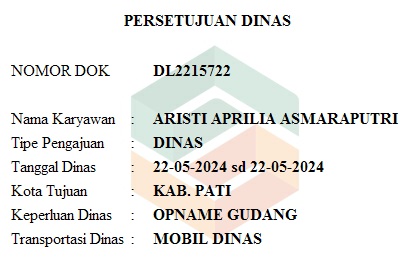 PERSETUJUAN DINAS
NOMOR DOK DL2215722
Nama Karyawan : ARISTI APRILIA ASMARAPUTRI
Tipe Pengajuan : DINAS
Tanggal Dinas : 22-05-2024 sd 22-05-2024
Kota Tujuan : KAB. PATI
Keperluan Dinas : OPNAME GUDANG
Transportasi Dinas : MOBIL DINAS